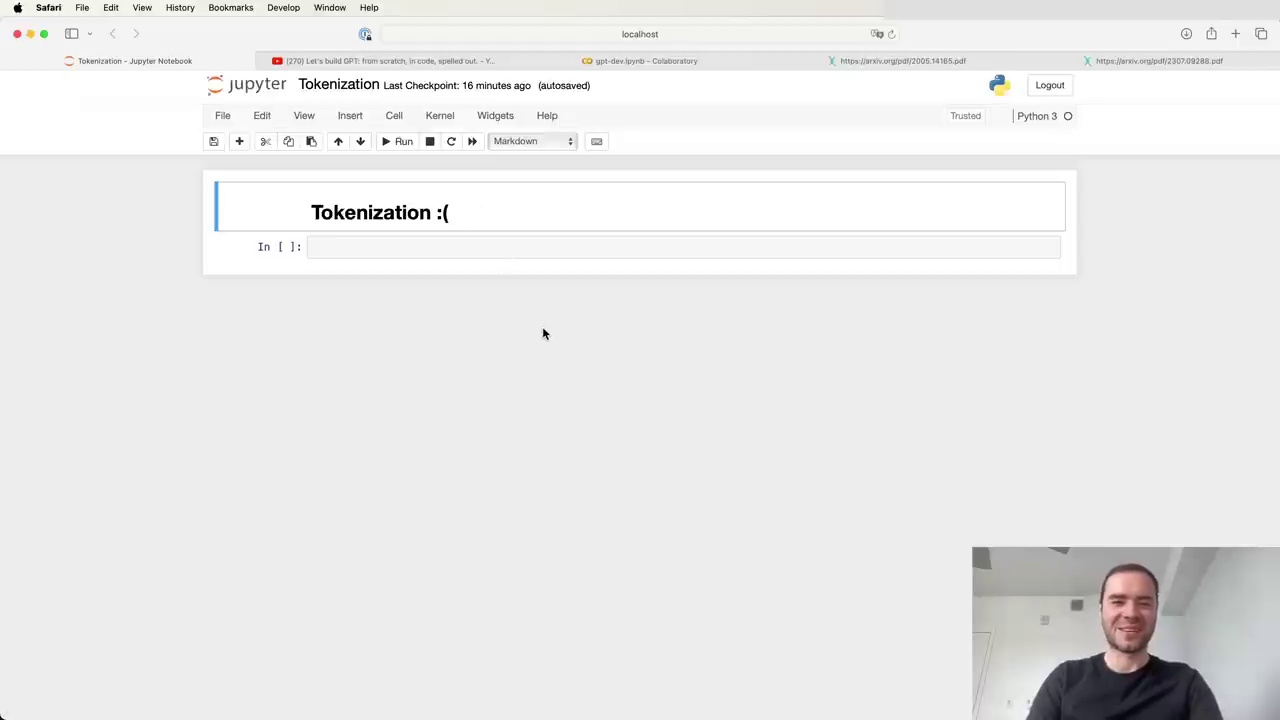 Safari File Edit View History Bookmarks Develop Window Help
localhost
Tokenization - Jupyter Notebook
(270) Let's build GPT: from scratch, in code, spelled out. - Y...
gpt-dev.ipynb - Colaboratory
https://arxiv.org/pdf/2005.14165.pdf
https://arxiv.org/pdf/2307.09288.pdf
jupyter Tokenization Last Checkpoint: 16 minutes ago (autosaved)
Logout
File Edit View Insert Cell Kernel Widgets Help
Trusted
Python 3
Run
Markdown
Tokenization :(
In [ ]: